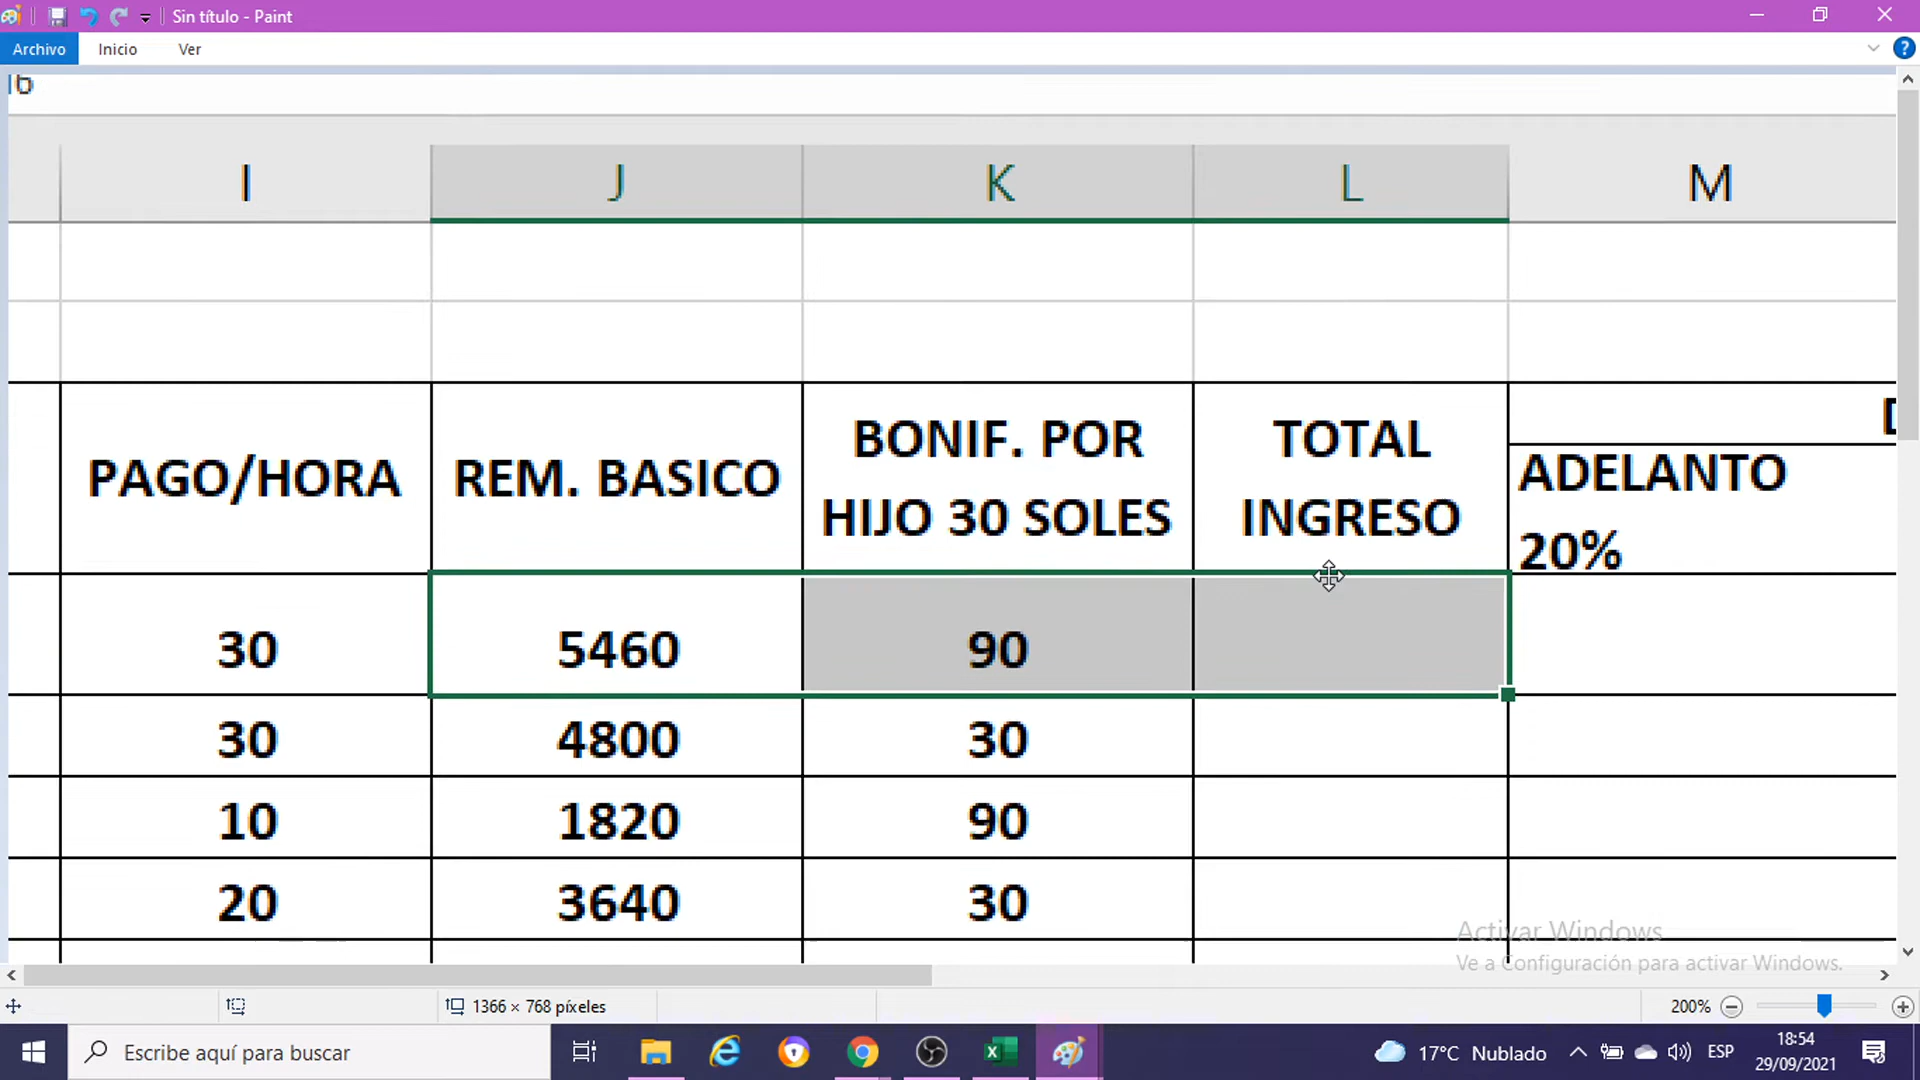 Sin título - Paint
Archivo Inicio Ver
I J K L M
PAGO/HORA REM. BASICO BONIF. POR HIJO 30 SOLES TOTAL INGRESO ADELANTO 20%
30 5460 90
30 4800 30
10 1820 90
20 3640 30
Activar Windows
Ve a Configuración para activar Windows.
1366 × 768 píxeles 200%
Escribe aquí para buscar 17°C Nublado ESP 18:54
29/09/2021